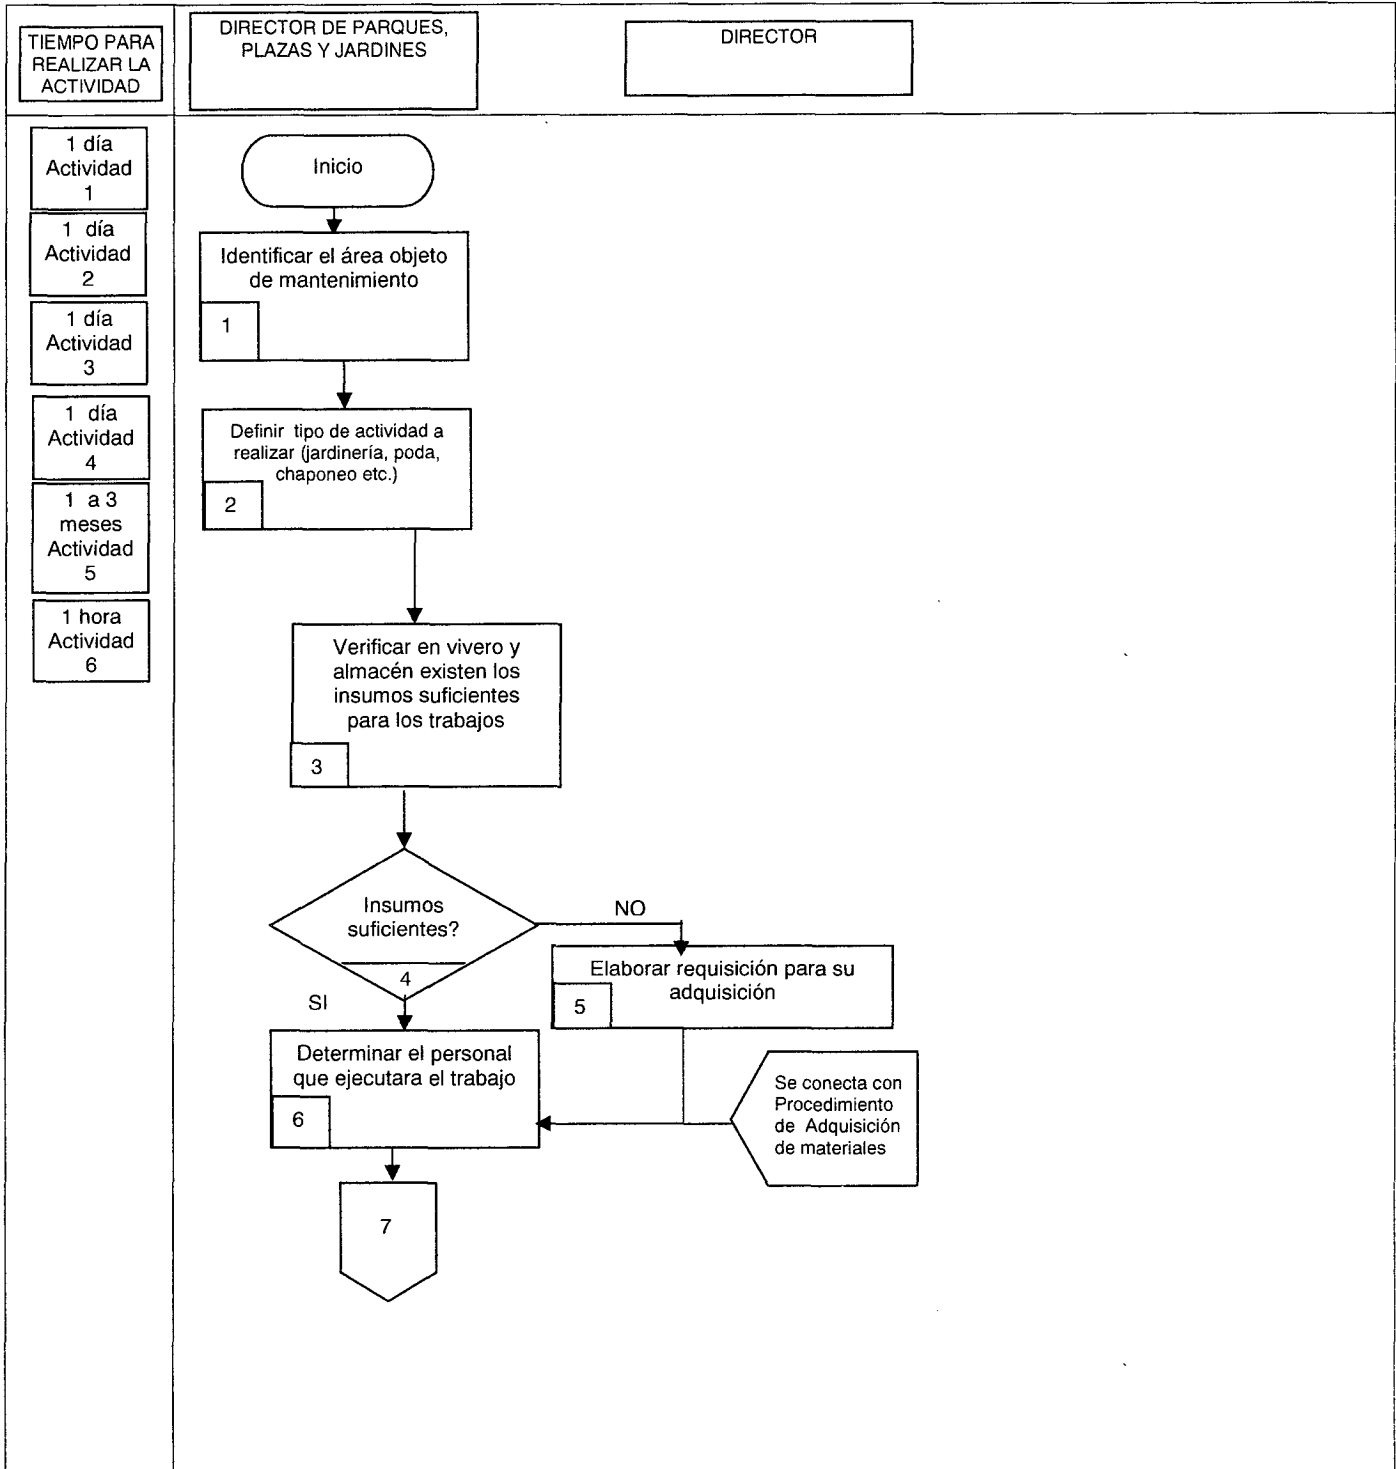 TIEMPO PARA
REALIZAR LA
ACTIVIDAD
DIRECTOR DE PARQUES,
PLAZAS Y JARDINES
DIRECTOR
1 día
Actividad
1
1 día
Actividad
2
1 día
Actividad
3
1 día
Actividad
4
1 a 3
meses
Actividad
5
1 hora
Actividad
6
Inicio
Identificar el área objeto
de mantenimiento
1
Definir tipo de actividad a
realizar (jardinería, poda,
chaponeo etc.)
2
Verificar en vivero y
almacén existen los
insumos suficientes
para los trabajos
3
Insumos
suficientes?
4
NO
SI
Elaborar requisición para su
adquisición
5
Determinar el personal
que ejecutara el trabajo
6
Se conecta con
Procedimiento
de Adquisición
de materiales
7